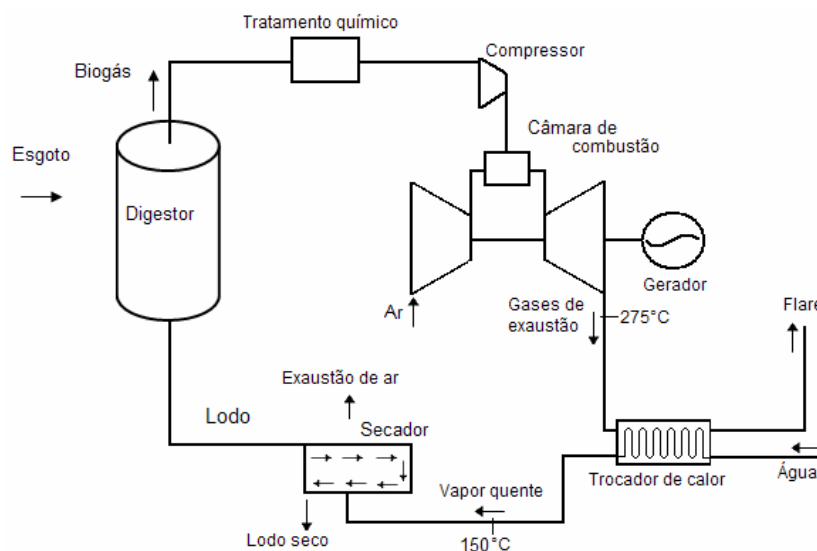 Tratamento químico
Compressor
Biogás
Câmara de
combustão
Esgoto
Digestor
Gerador
Ar
Gases de
exaustão
275°C
Flare
Exaustão de ar
Lodo
Secador
Água
Trocador de calor
Vapor quente
Lodo seco
150°C